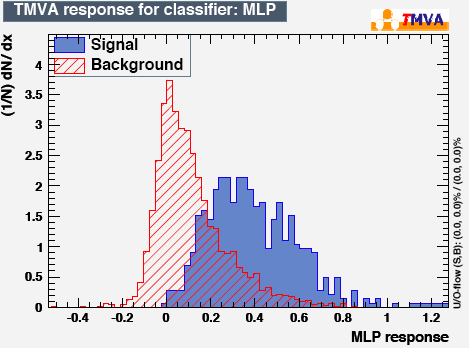 TMVA response for classifier: MLP
TMVA
Signal
Background
(1/N) dN/ dx
4
3.5
3
2.5
2
1.5
1
0.5
0
-0.4 -0.2 0 0.2 0.4 0.6 0.8 1 1.2
MLP response
U/O-flow (S,B): (0.0, 0.0)% / (0.0, 0.0)%